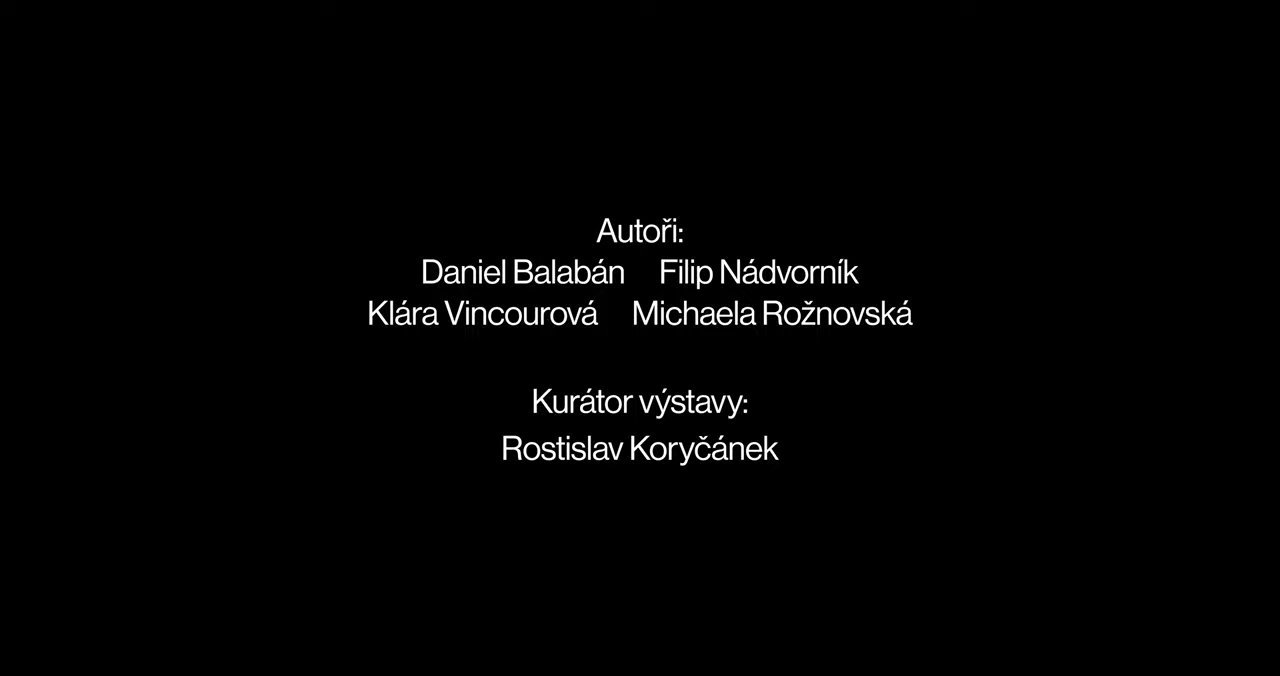 Autoři:
Daniel Balabán Filip Nádvorník
Klára Vincourová Michaela Rožnovská
Kurátor výstavy:
Rostislav Koryčánek